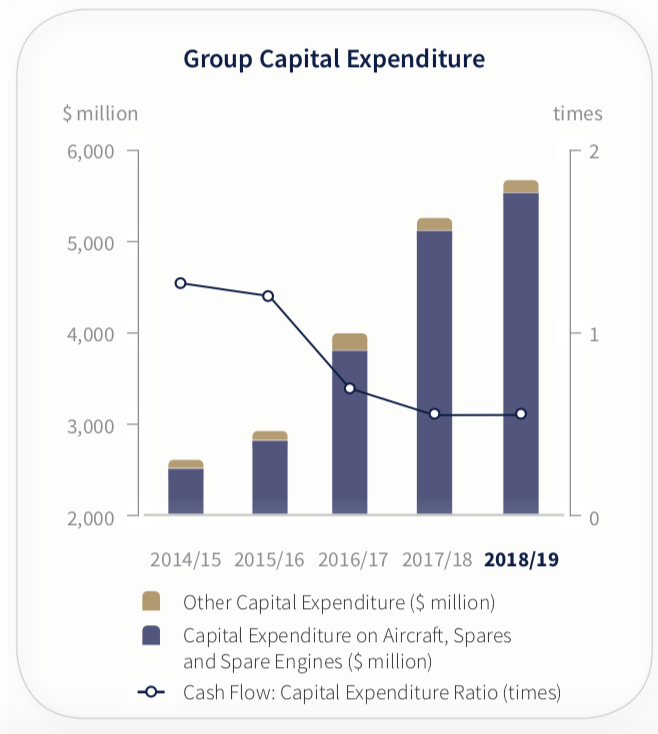 Group Capital Expenditure
$ million
times
6,000
2
5,000
4,000
1
3,000
2,000
0
2014/15 2015/16 2016/17 2017/18 2018/19
Other Capital Expenditure ($ million)
Capital Expenditure on Aircraft, Spares
and Spare Engines ($ million)
Cash Flow: Capital Expenditure Ratio (times)